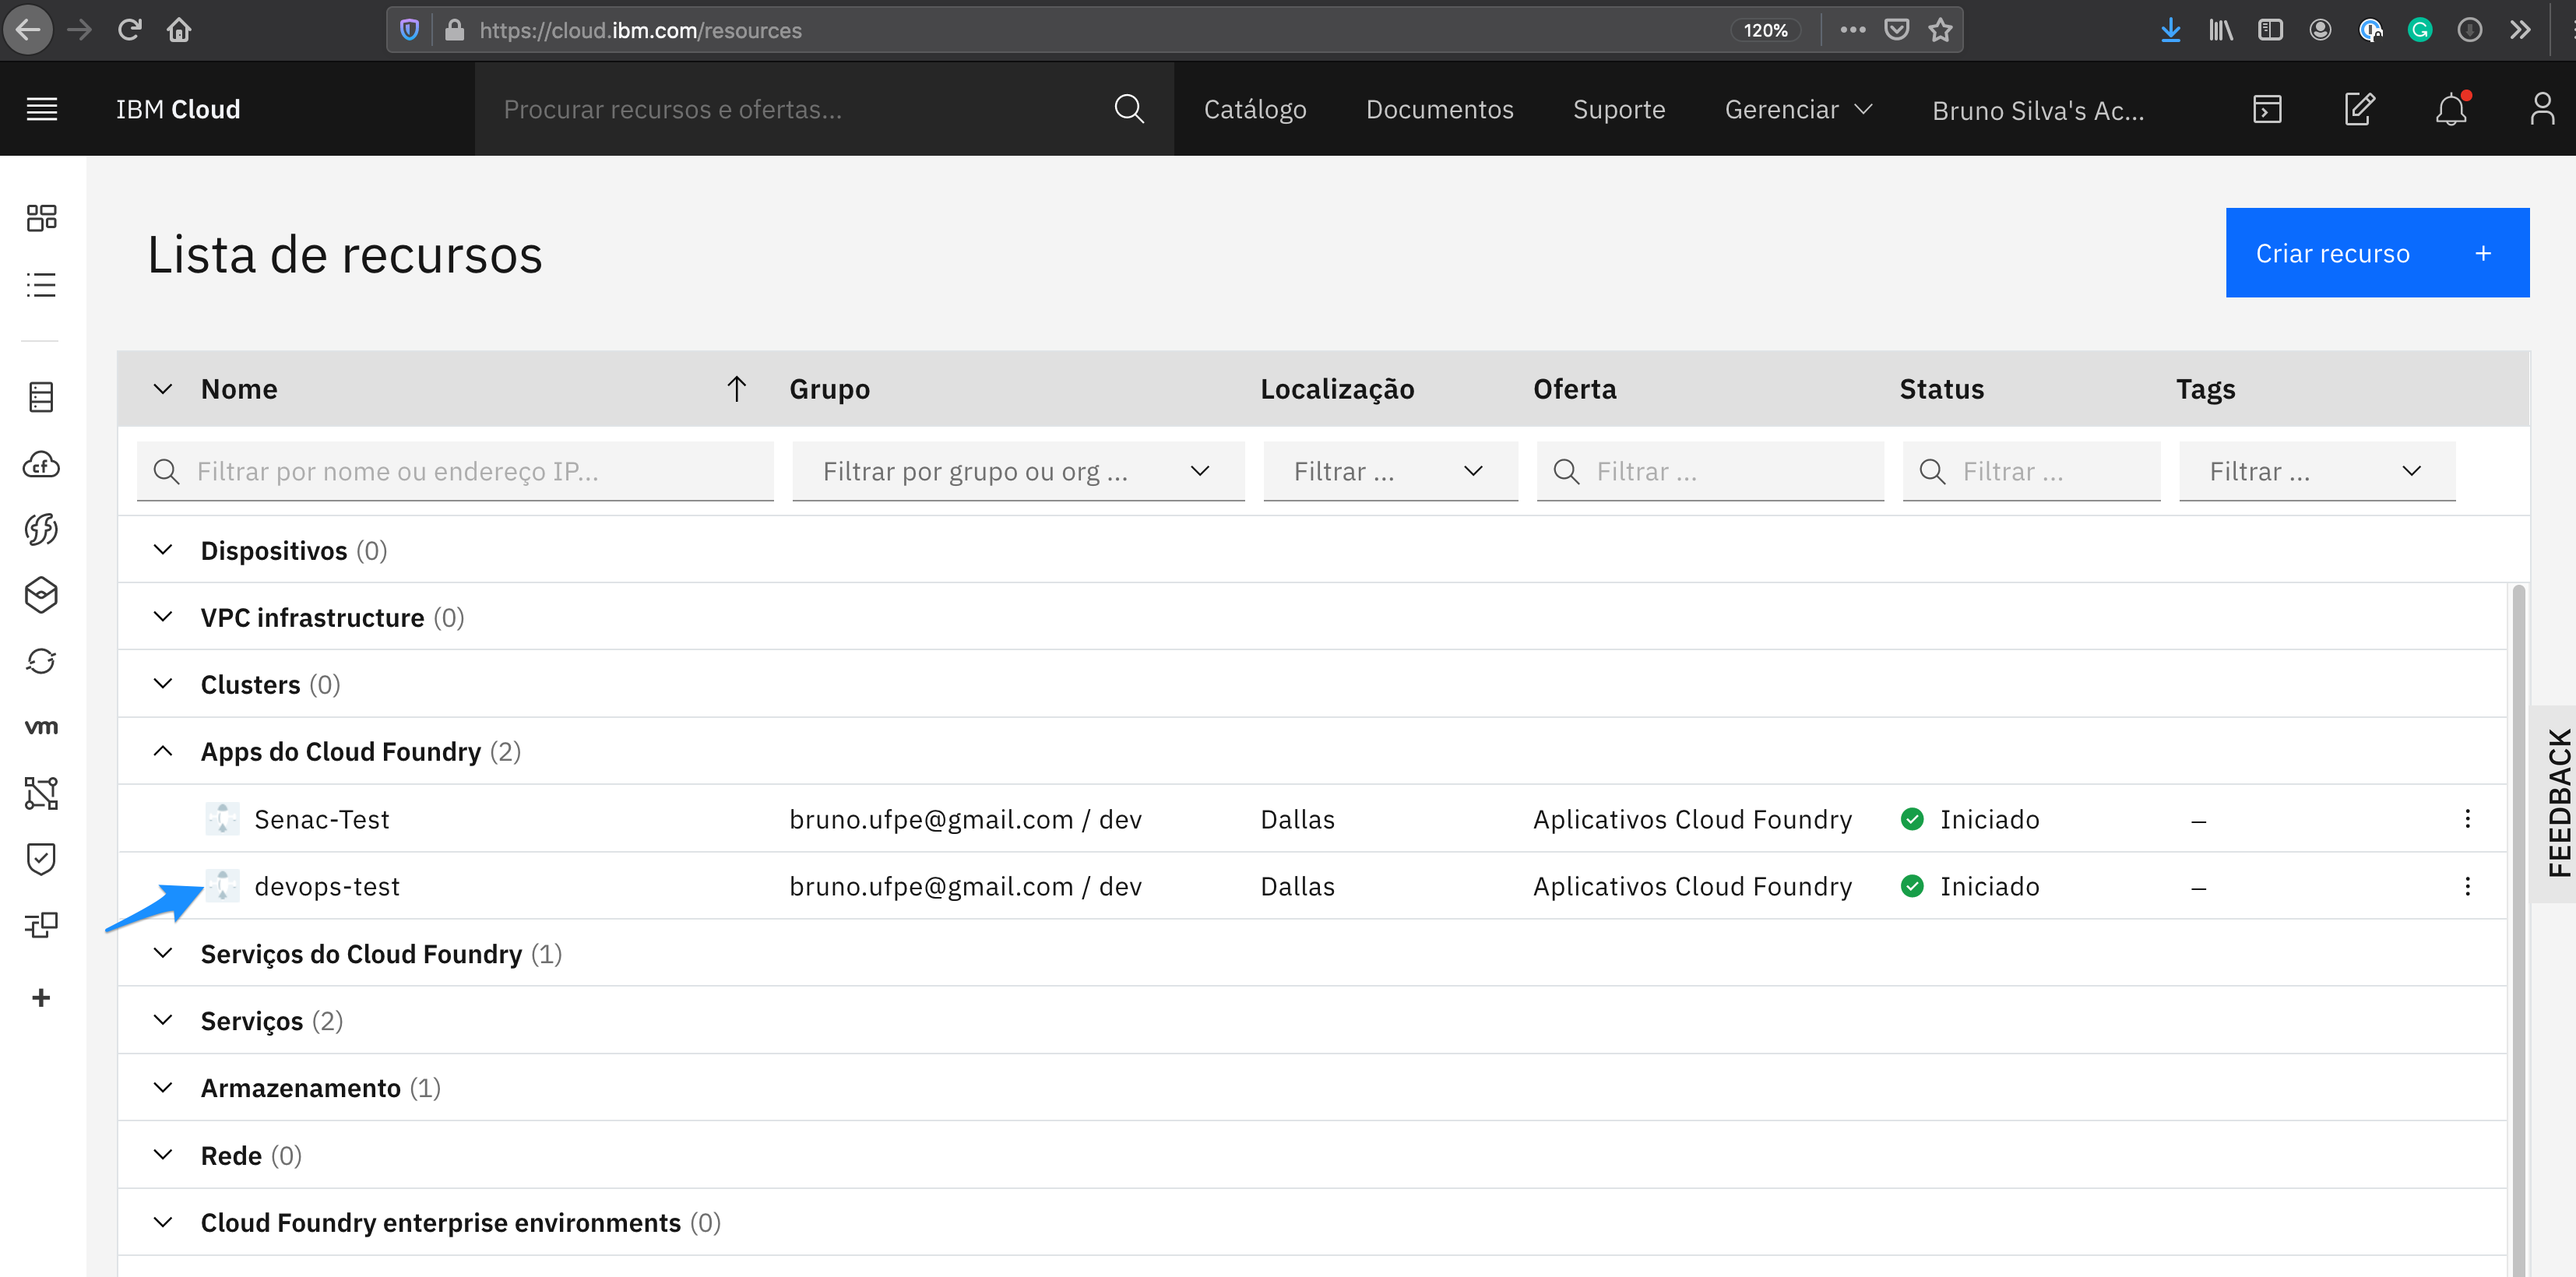 https://cloud.ibm.com/resources 120%
IBM Cloud Procurar recursos e ofertas... Catálogo Documentos Suporte Gerenciar Bruno Silva's Ac...
Lista de recursos Criar recurso +
Nome Grupo Localização Oferta Status Tags
Filtrar por nome ou endereço IP... Filtrar por grupo ou org ... Filtrar ... Filtrar ... Filtrar ... Filtrar ...
Dispositivos (0)
VPC infrastructure (0)
Clusters (0)
Apps do Cloud Foundry (2)
Senac-Test bruno.ufpe@gmail.com / dev Dallas Aplicativos Cloud Foundry Iniciado –
devops-test bruno.ufpe@gmail.com / dev Dallas Aplicativos Cloud Foundry Iniciado –
Serviços do Cloud Foundry (1)
Serviços (2)
Armazenamento (1)
Rede (0)
Cloud Foundry enterprise environments (0)
cf
vm
FEEDBACK